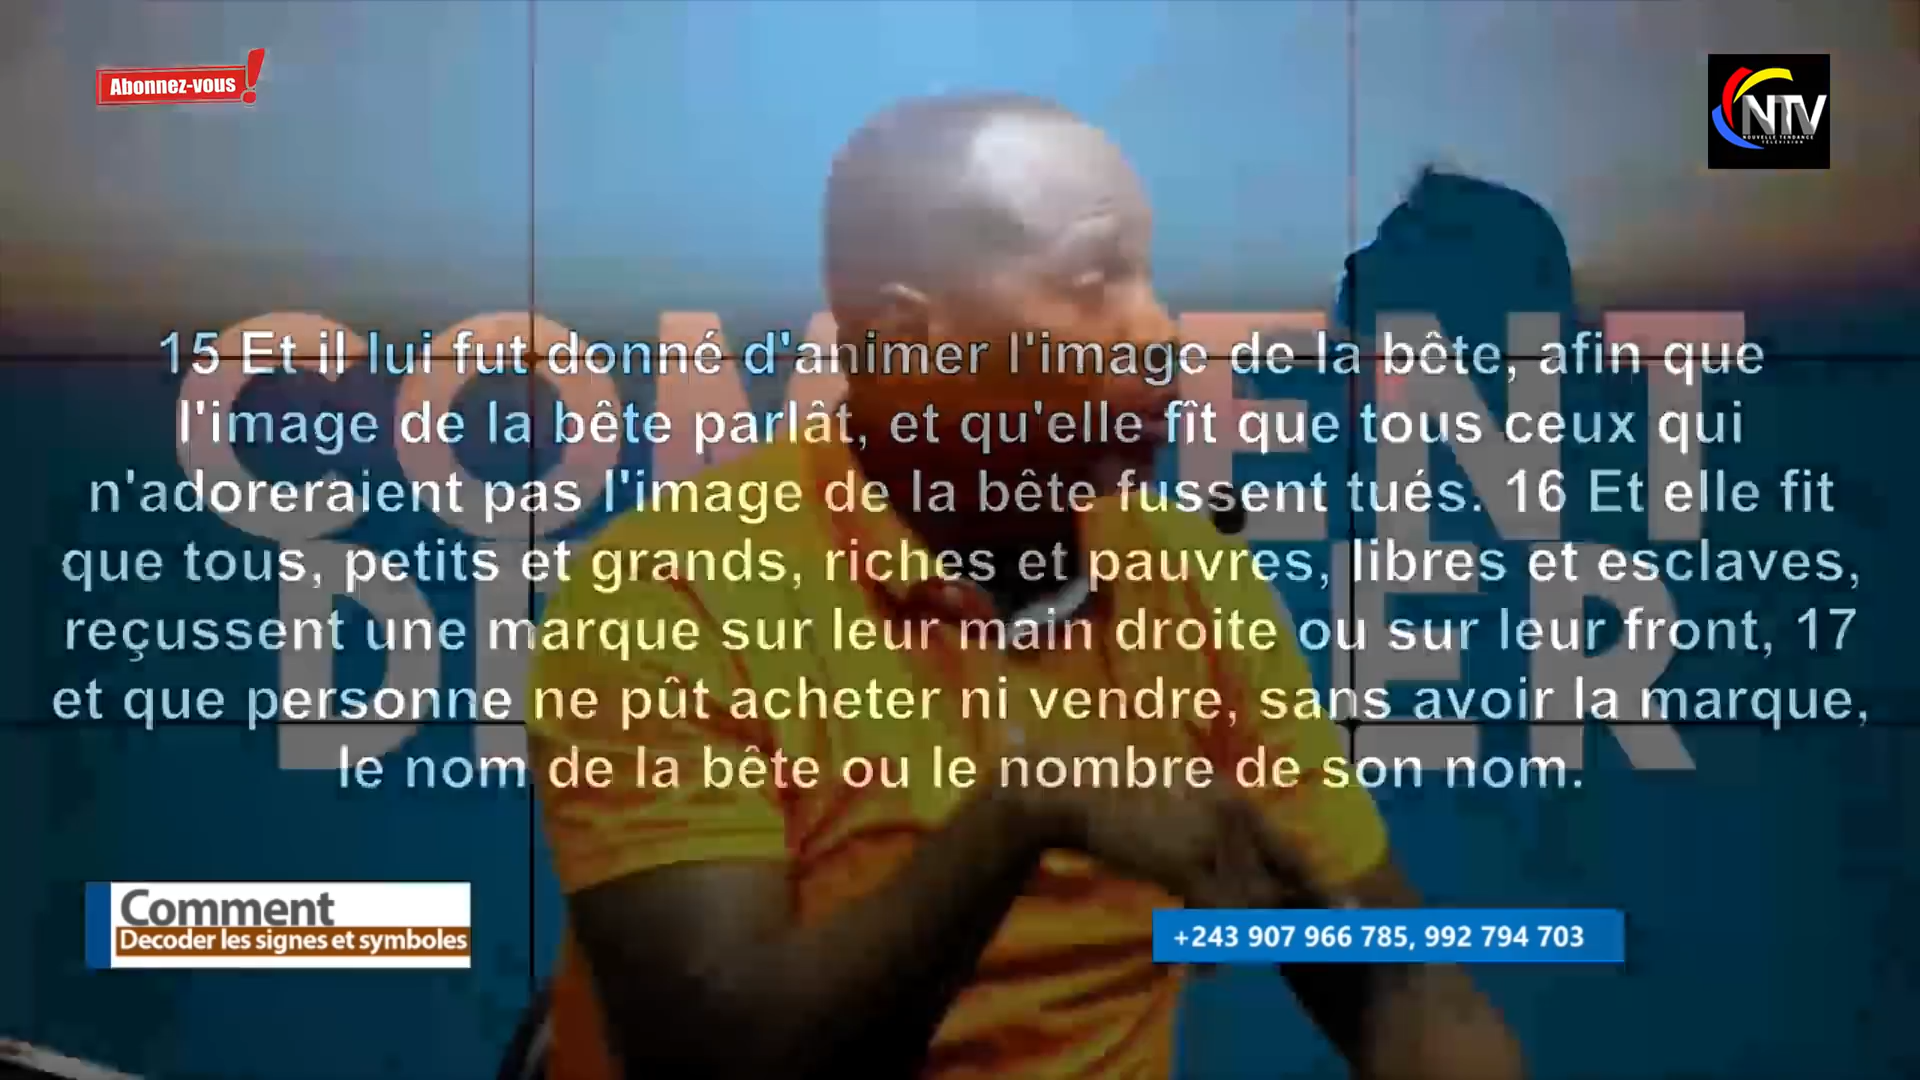 Abonnez-vous!
NTV
NOUVELLE TENDANCE
TELEVISION
15 Et il lui fut donné d'animer l'image de la bête, afin que
l'image de la bête parlât, et qu'elle fît que tous ceux qui
n'adoreraient pas l'image de la bête fussent tués. 16 Et elle fit
que tous, petits et grands, riches et pauvres, libres et esclaves,
reçussent une marque sur leur main droite ou sur leur front, 17
et que personne ne pût acheter ni vendre, sans avoir la marque,
le nom de la bête ou le nombre de son nom.
Comment
Decoder les signes et symboles
+243 907 966 785, 992 794 703